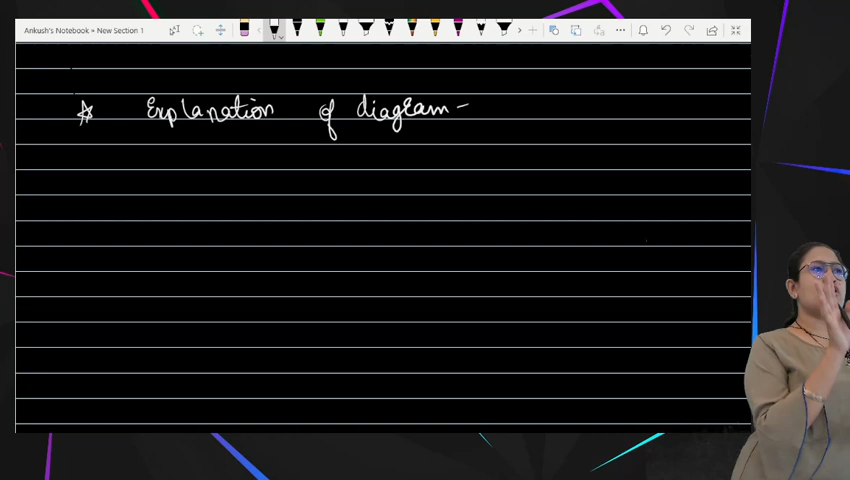 Ankush's Notebook » New Section 1
☆ Explanation of diagram -